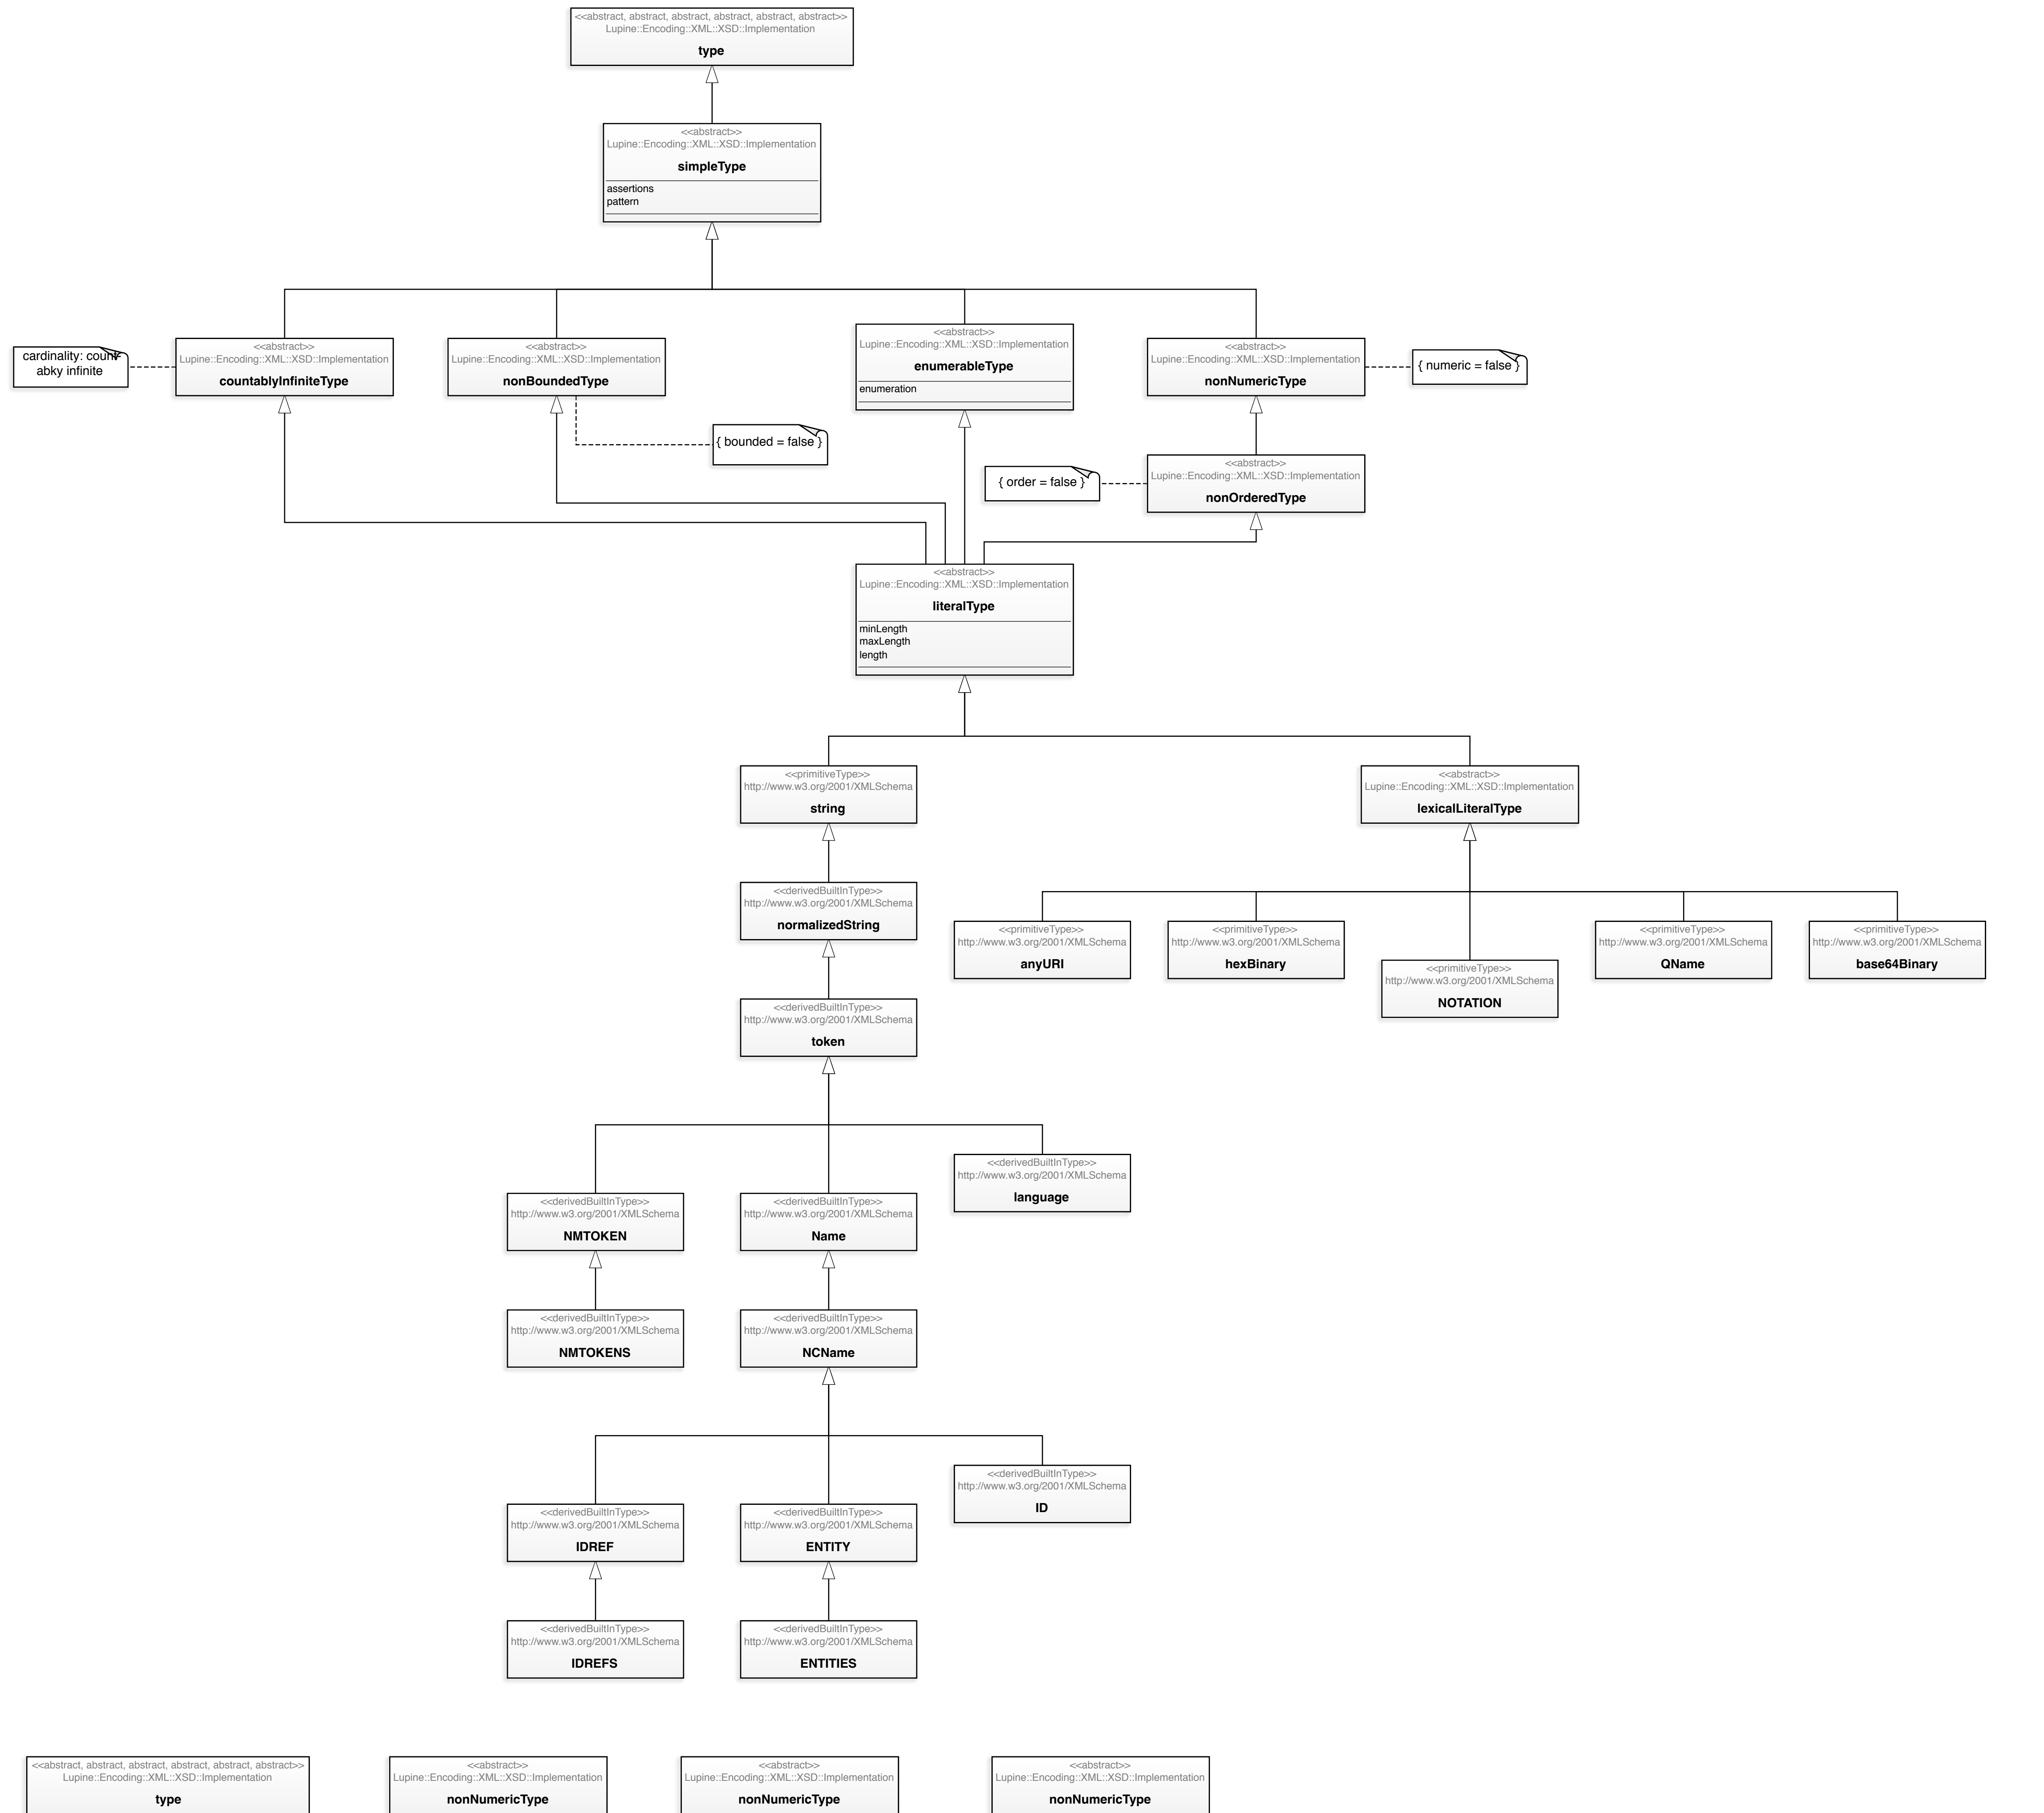 <<abstract, abstract, abstract, abstract, abstract, abstract>>
Lupine::Encoding::XML::XSD::Implementation
type
<<abstract>>
Lupine::Encoding::XML::XSD::Implementation
simpleType
assertions
pattern
cardinality: count-
abky infinite
<<abstract>>
Lupine::Encoding::XML::XSD::Implementation
countablyInfiniteType
<<abstract>>
Lupine::Encoding::XML::XSD::Implementation
nonBoundedType
<<abstract>>
Lupine::Encoding::XML::XSD::Implementation
enumerableType
enumeration
<<abstract>>
Lupine::Encoding::XML::XSD::Implementation
nonNumericType
{ numeric = false }
{ bounded = false }
{ order = false }
<<abstract>>
Lupine::Encoding::XML::XSD::Implementation
nonOrderedType
<<abstract>>
Lupine::Encoding::XML::XSD::Implementation
literalType
minLength
maxLength
length
<<primitiveType>>
http://www.w3.org/2001/XMLSchema
string
<<abstract>>
Lupine::Encoding::XML::XSD::Implementation
lexicalLiteralType
<<derivedBuiltInType>>
http://www.w3.org/2001/XMLSchema
normalizedString
<<primitiveType>>
http://www.w3.org/2001/XMLSchema
anyURI
<<primitiveType>>
http://www.w3.org/2001/XMLSchema
hexBinary
<<primitiveType>>
http://www.w3.org/2001/XMLSchema
NOTATION
<<primitiveType>>
http://www.w3.org/2001/XMLSchema
QName
<<primitiveType>>
http://www.w3.org/2001/XMLSchema
base64Binary
<<derivedBuiltInType>>
http://www.w3.org/2001/XMLSchema
token
<<derivedBuiltInType>>
http://www.w3.org/2001/XMLSchema
NMTOKEN
<<derivedBuiltInType>>
http://www.w3.org/2001/XMLSchema
Name
<<derivedBuiltInType>>
http://www.w3.org/2001/XMLSchema
language
<<derivedBuiltInType>>
http://www.w3.org/2001/XMLSchema
NMTOKENS
<<derivedBuiltInType>>
http://www.w3.org/2001/XMLSchema
NCName
<<derivedBuiltInType>>
http://www.w3.org/2001/XMLSchema
IDREF
<<derivedBuiltInType>>
http://www.w3.org/2001/XMLSchema
ENTITY
<<derivedBuiltInType>>
http://www.w3.org/2001/XMLSchema
ID
<<derivedBuiltInType>>
http://www.w3.org/2001/XMLSchema
IDREFS
<<derivedBuiltInType>>
http://www.w3.org/2001/XMLSchema
ENTITIES
<<abstract, abstract, abstract, abstract, abstract, abstract>>
Lupine::Encoding::XML::XSD::Implementation
type
<<abstract>>
Lupine::Encoding::XML::XSD::Implementation
nonNumericType
<<abstract>>
Lupine::Encoding::XML::XSD::Implementation
nonNumericType
<<abstract>>
Lupine::Encoding::XML::XSD::Implementation
nonNumericType